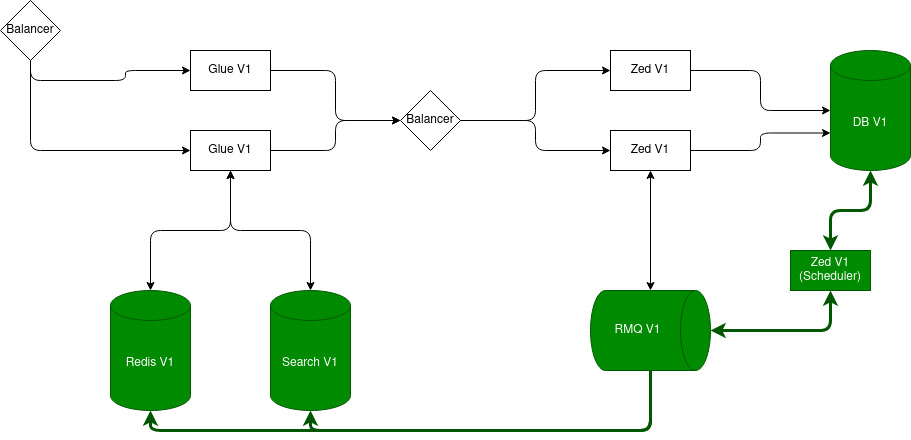 Balancer
Glue V1
Zed V1
Balancer
DB V1
Glue V1
Zed V1
Zed V1
(Scheduler)
RMQ V1
Redis V1
Search V1